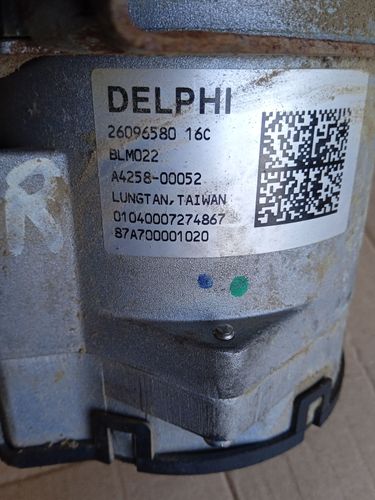 DELPHI
26096580 16C
BLM022
A4258-00052
LUNGTAN, TAIWAN
01040007274867
87A700001020
R